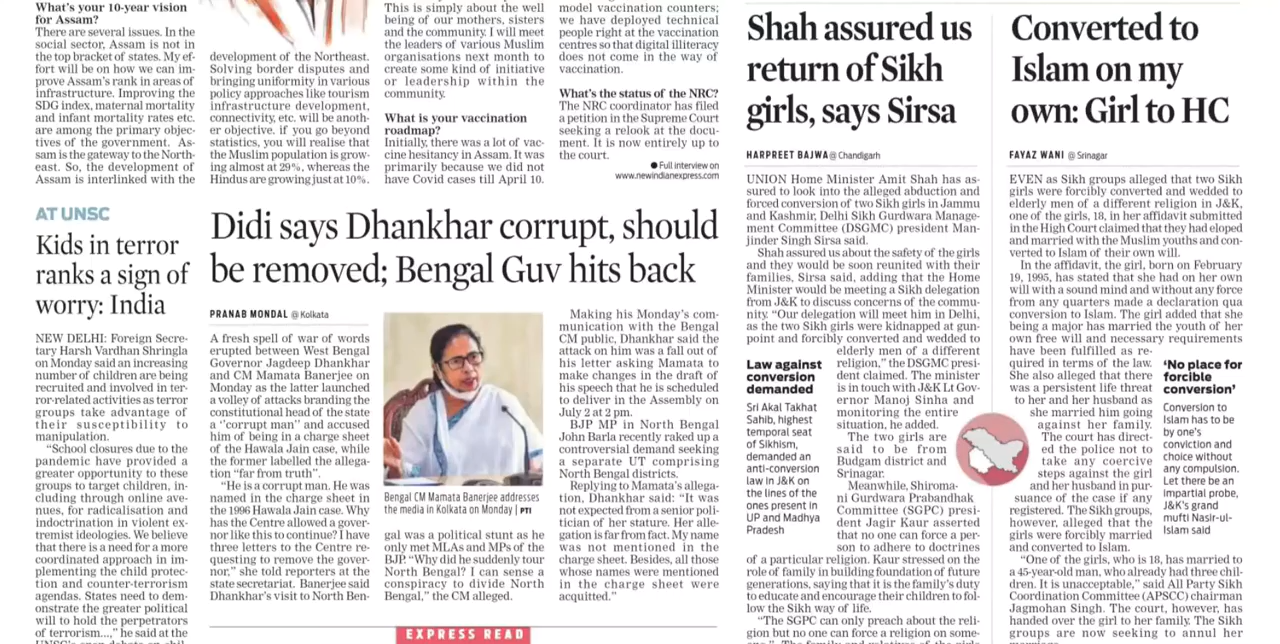 What's your 10-year vision
for Assam?
There are several issues. In the
social sector, Assam is not in
the top bracket of states. My ef-
fort will be on how we can im-
prove Assam's rank in areas of
infrastructure. Improving the
SDG index, maternal mortality
and infant mortality rates etc.
are among the primary objec-
tives of the government. As-
sam is the gateway to the North-
east. So, the development of
Assam is interlinked with the
development of the Northeast.
Solving border disputes and
bringing uniformity in various
policy approaches like tourism
infrastructure development,
connectivity, etc. will be anoth-
er objective. if you go beyond
statistics, you will realise that
the Muslim population is grow-
ing almost at 29%, whereas the
Hindus are growing just at 10%.
This is simply about the well
being of our mothers, sisters
and the community. I will meet
the leaders of various Muslim
organisations next month to
create some kind of initiative
or leadership within the
community.
What is your vaccination
roadmap?
Initially, there was a lot of vac-
cine hesitancy in Assam. It was
primarily because we did not
have Covid cases till April 10.
model vaccination counters;
we have deployed technical
people right at the vaccination
centres so that digital illiteracy
does not come in the way of
vaccination.
What's the status of the NRC?
The NRC coordinator has filed
a petition in the Supreme Court
seeking a relook at the docu-
ment. It is now entirely up to
the court.
● Full interview on
www.newindianexpress.com
AT UNSC
Kids in terror
ranks a sign of
worry: India
NEW DELHI: Foreign Secre-
tary Harsh Vardhan Shringla
on Monday said an increasing
number of children are being
recruited and involved in ter-
ror-related activities as terror
groups take advantage of
their susceptibility to
manipulation.
“School closures due to the
pandemic have provided a
greater opportunity to these
groups to target children, in-
cluding through online ave-
nues, for radicalisation and
indoctrination in violent ex-
tremist ideologies. We believe
that there is a need for a more
coordinated approach in im-
plementing the child protec-
tion and counter-terrorism
agendas. States need to dem-
onstrate the greater political
will to hold the perpetrators
of terrorism...,” he said at the
Didi says Dhankhar corrupt, should
be removed; Bengal Guv hits back
PRANAB MONDAL @ Kolkata
A fresh spell of war of words
erupted between West Bengal
Governor Jagdeep Dhankhar
and CM Mamata Banerjee on
Monday as the latter launched
a volley of attacks branding the
constitutional head of the state
a ‘‘corrupt man’’ and accused
him of being in a charge sheet
of the Hawala Jain case, while
the former labelled the allega-
tion “far from truth”.
“He is a corrupt man. He was
named in the charge sheet in
the 1996 Hawala Jain case. Why
has the Centre allowed a gover-
nor like this to continue? I have
three letters to the Centre re-
questing to remove the gover-
nor,” she told reporters at the
state secretariat. Banerjee said
Dhankhar's visit to North Ben-
Bengal CM Mamata Banerjee addresses
the media in Kolkata on Monday | PTI
gal was a political stunt as he
only met MLAs and MPs of the
BJP. “Why did he suddenly tour
North Bengal? I can sense a
conspiracy to divide North
Bengal,” the CM alleged.
Making his Monday's com-
munication with the Bengal
CM public, Dhankhar said the
attack on him was a fall out of
his letter asking Mamata to
make changes in the draft of
his speech that he is scheduled
to deliver in the Assembly on
July 2 at 2 pm.
BJP MP in North Bengal
John Barla recently raked up a
controversial demand seeking
a separate UT comprising
North Bengal districts.
Replying to Mamata's allega-
tion, Dhankhar said: “It was
not expected from a senior poli-
tician of her stature. Her alle-
gation is far from fact. My name
was not mentioned in the
charge sheet. Besides, all those
whose names were mentioned
in the charge sheet were
acquitted.”
EXPRESS READ
Shah assured us
return of Sikh
girls, says Sirsa
HARPREET BAJWA @ Chandigarh
UNION Home Minister Amit Shah has as-
sured to look into the alleged abduction and
forced conversion of two Sikh girls in Jammu
and Kashmir, Delhi Sikh Gurdwara Manage-
ment Committee (DSGMC) president Man-
jinder Singh Sirsa said.
Shah assured us about the safety of the girls
and they would be soon reunited with their
families, Sirsa said, adding that the Home
Minister would be meeting a Sikh delegation
from J&K to discuss concerns of the commu-
nity. “Our delegation will meet him in Delhi,
as the two Sikh girls were kidnapped at gun-
point and forcibly converted and wedded to
elderly men of a different
religion,” the DSGMC presi-
dent claimed. The minister
is in touch with J&K Lt Gov-
ernor Manoj Sinha and
monitoring the entire
situation, he added.
The two girls are
said to be from
Budgam district and
Srinagar.
Meanwhile, Shiroma-
ni Gurdwara Prabandhak
Committee (SGPC) presi-
dent Jagir Kaur asserted
that no one can force a per-
son to adhere to doctrines
of a particular religion. Kaur stressed on the
role of family in building foundation of future
generations, saying that it is the family's duty
to educate and encourage their children to fol-
low the Sikh way of life.
“The SGPC can only preach about the reli-
gion but no one can force a religion on some-
Law against
conversion
demanded
Sri Akal Takhat
Sahib, highest
temporal seat
of Sikhism,
demanded an
anti-conversion
law in J&K on
the lines of the
ones present in
UP and Madhya
Pradesh
Converted to
Islam on my
own: Girl to HC
FAYAZ WANI @ Srinagar
EVEN as Sikh groups alleged that two Sikh
girls were forcibly converted and wedded to
elderly men of a different religion in J&K,
one of the girls, 18, in her affidavit submitted
in the High Court claimed that they had eloped
and married with the Muslim youths and con-
verted to Islam of their own will.
In the affidavit, the girl, born on February
19, 1995, has stated that she had on her own
will with a sound mind and without any force
from any quarters made a declaration qua
conversion to Islam. The girl added that she
being a major has married the youth of her
own free will and necessary requirements
have been fulfilled as re-
quired in terms of the law.
She also alleged that there
was a persistent life threat
to her and her husband as
she married him going
against her family.
The court has direct-
ed the police not to
take any coercive
steps against the girl
and her husband in pur-
suance of the case if any
registered. The Sikh groups,
however, alleged that the
girls were forcibly married
and converted to Islam.
“One of the girls, who is 18, has married to
a 45-year-old man, who already had three chil-
dren. It is unacceptable,” said All Party Sikh
Coordination Committee (APSCC) chairman
Jagmohan Singh. The court, however, has
handed over the girl to her family. The Sikh
groups are now seeking to annul her
‘No place for
forcible
conversion’
Conversion to
Islam has to be
by one's
conviction and
choice without
any compulsion.
Let there be an
impartial probe,
J&K's grand
mufti Nasir-ul-
Islam said